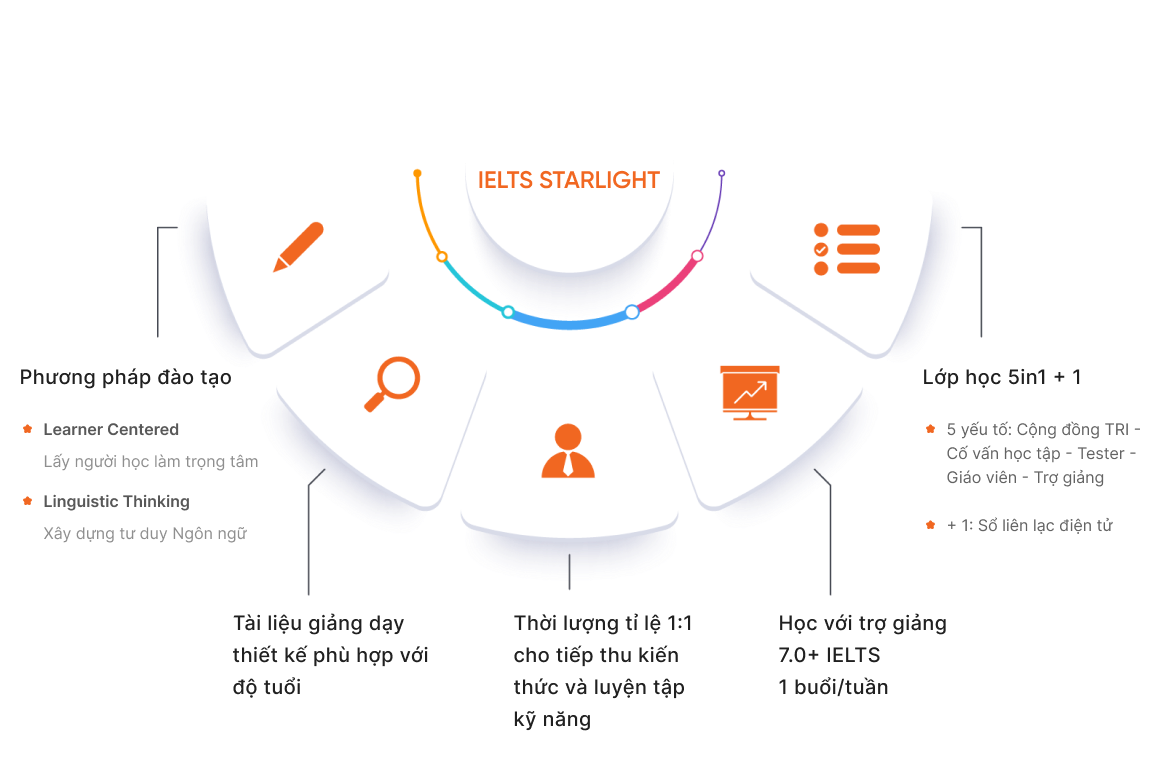 IELTS STARLIGHT
Phương pháp đào tạo
Learner Centered
Lấy người học làm trọng tâm
Linguistic Thinking
Xây dựng tư duy Ngôn ngữ
Tài liệu giảng dạy
thiết kế phù hợp với
độ tuổi
Thời lượng tỉ lệ 1:1
cho tiếp thu kiến
thức và luyện tập
kỹ năng
Học với trợ giảng
7.0+ IELTS
1 buổi/tuần
Lớp học 5in1 + 1
5 yếu tố: Cộng đồng TRI -
Cố vấn học tập - Tester -
Giáo viên - Trợ giảng
+ 1: Sổ liên lạc điện tử